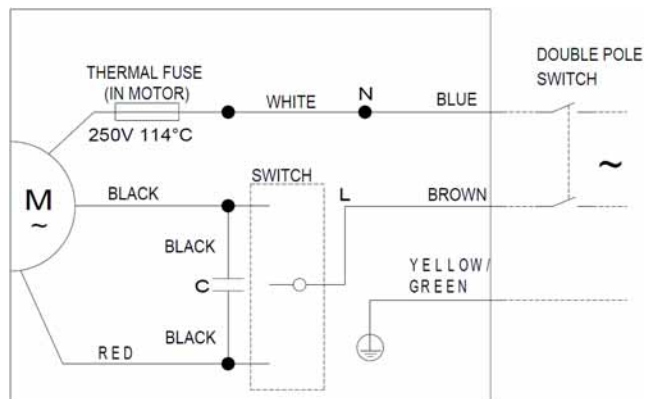 DOUBLE POLE
SWITCH
THERMAL FUSE
(IN MOTOR)
WHITE
N
BLUE
250V 114°C
~
SWITCH
M
~
BLACK
L
BROWN
BLACK
YELLOW/
GREEN
C
BLACK
RED